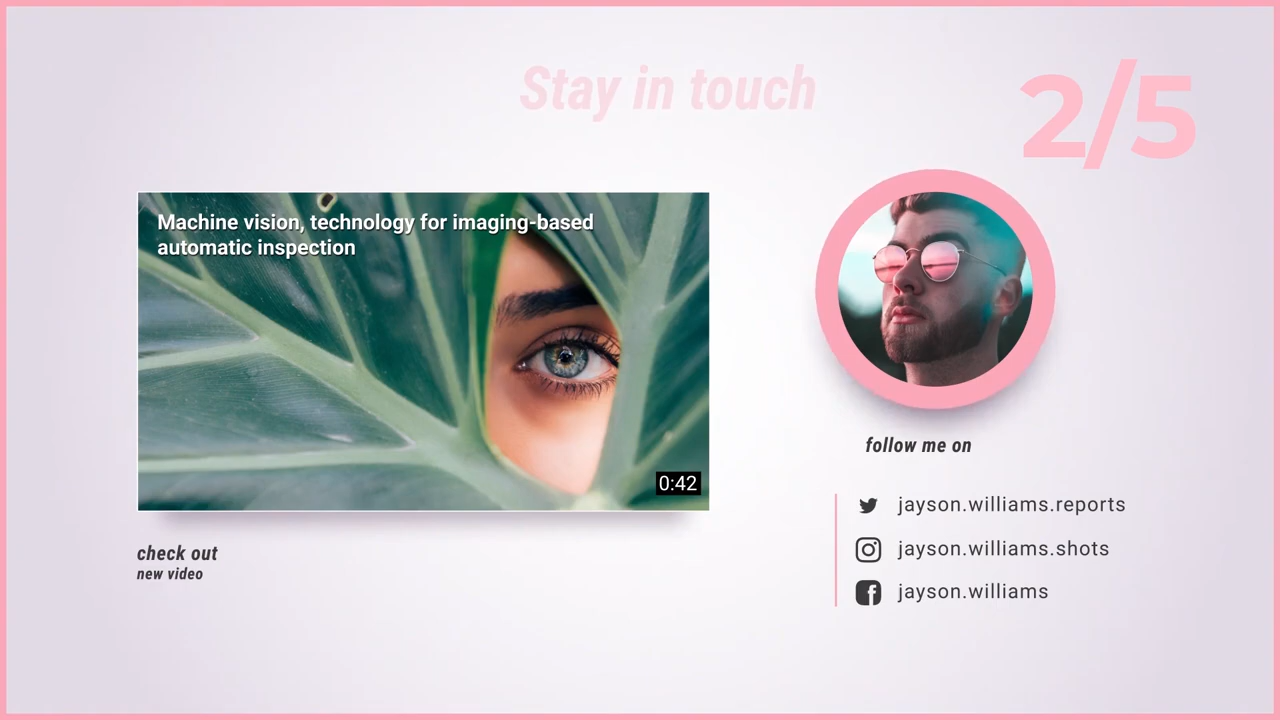 Stay in touch
2/5
Machine vision, technology for imaging-based
automatic inspection
0:42
check out
new video
follow me on
jayson.williams.reports
jayson.williams.shots
jayson.williams